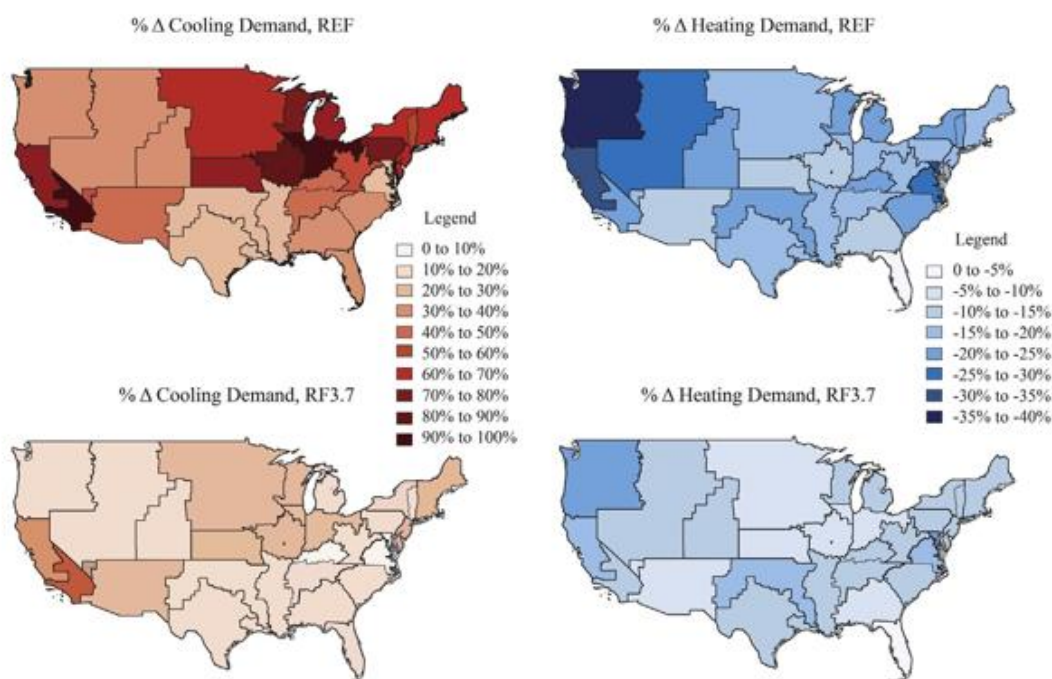 % Δ Cooling Demand, REF
% Δ Heating Demand, REF
Legend
0 to 10%
10% to 20%
20% to 30%
30% to 40%
40% to 50%
50% to 60%
60% to 70%
70% to 80%
80% to 90%
90% to 100%
Legend
0 to -5%
-5% to -10%
-10% to -15%
-15% to -20%
-20% to -25%
-25% to -30%
-30% to -35%
-35% to -40%
% Δ Cooling Demand, RF3.7
% Δ Heating Demand, RF3.7